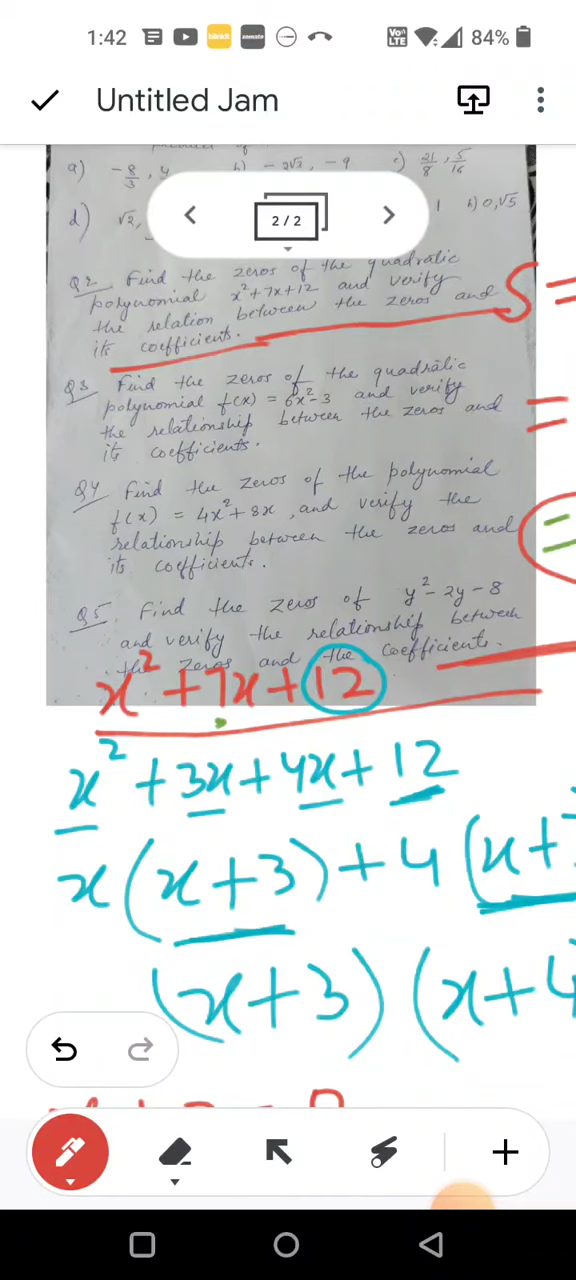 1:42 84%
Untitled Jam
a) -8/3, 4 b) -2√3, -9 c) 21/8, 5/16
2 / 2
d) √2, 1 h) 0, √5
Q2 Find the zeros of the quadratic
polynomial x²+7x+12 and verify
the relation between the zeros and
its coefficients.
S =
Q3 Find the zeros of the quadratic
polynomial f(x) = 6x²-3 and verify
the relationship between the zeros and
its coefficients.
=
Q4 Find the zeros of the polynomial
f(x) = 4x²+8x, and verify the
relationship between the zeros and
its coefficients.
=
Q5. Find the zeros of y²-2y-8
and verify the relationship between
the zeros and the coefficients.
x²+7x+12
x²+3x+4x+12
x(x+3)+4(x+
(x+3)(x+4